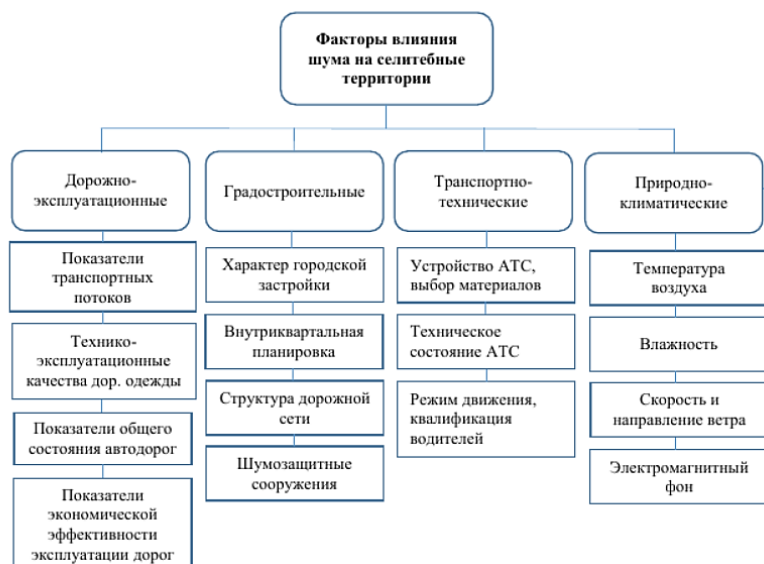 Факторы влияния
шума на селитебные
территории
Дорожно-
эксплуатационные
Показатели
транспортных
потоков
Технико-
эксплуатационные
качества дор. одежды
Показатели общего
состояния автодорог
Показатели
экономической
эффективности
эксплуатации дорог
Градостроительные
Характер городской
застройки
Внутриквартальная
планировка
Структура дорожной
сети
Шумозащитные
сооружения
Транспортно-
технические
Устройство АТС,
выбор материалов
Техническое
состояние АТС
Режим движения,
квалификация
водителей
Природно-
климатические
Температура
воздуха
Влажность
Скорость и
направление ветра
Электромагнитный
фон